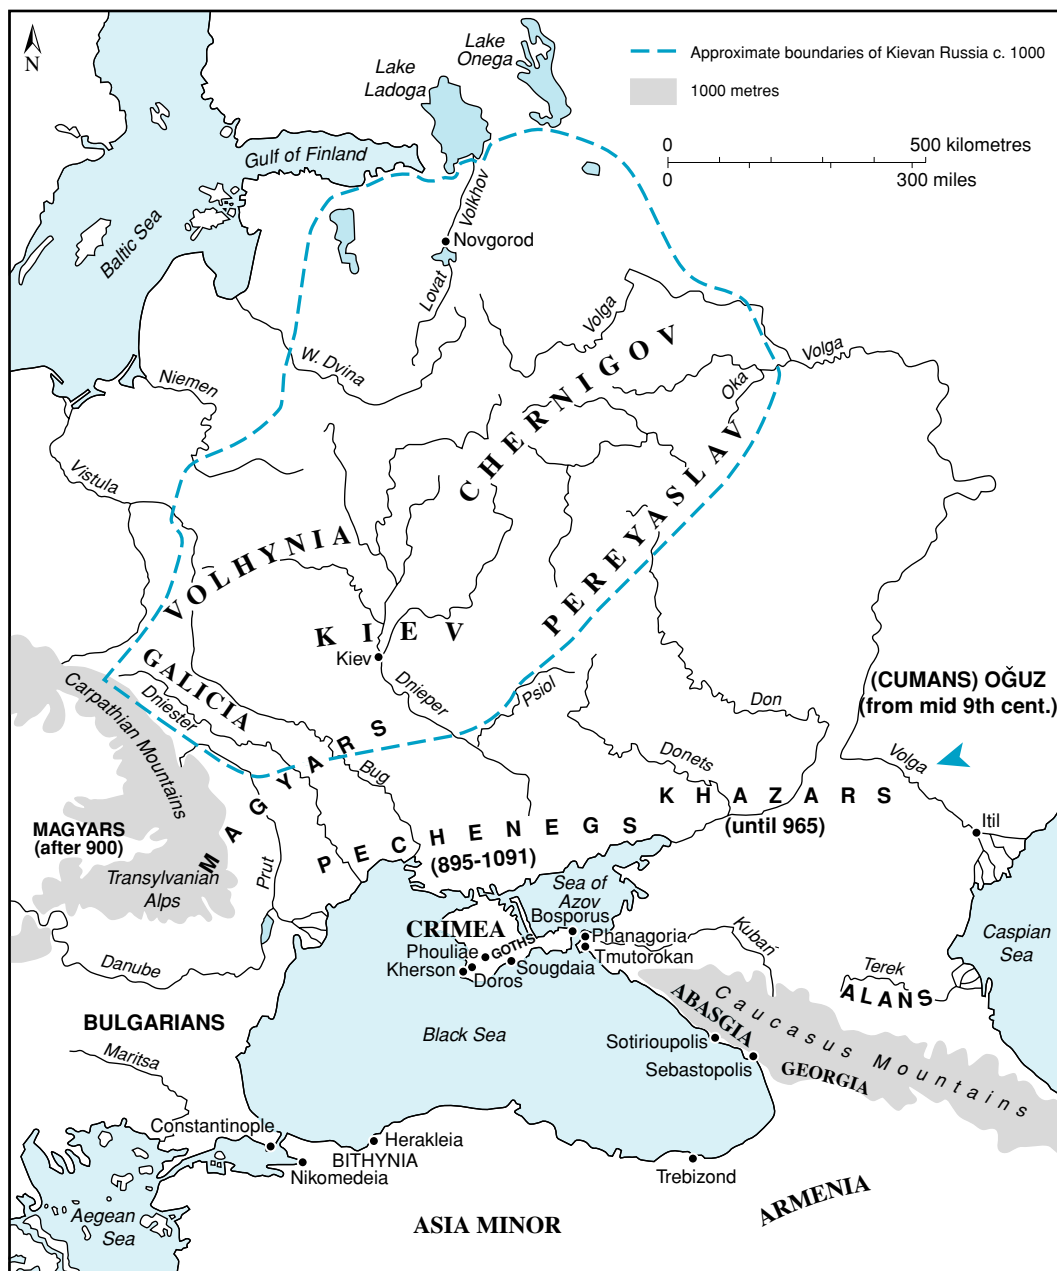 N
Lake
Onega
Lake
Ladoga
Approximate boundaries of Kievan Russia c. 1000
1000 metres
0 500 kilometres
0 300 miles
Gulf of Finland
Volkhov
Baltic Sea
Novgorod
Lovat
Volga
Volga
W. Dvina
Niemen
Oka
CHERNIGOV
Vistula
PEREYASLAV
VOLHYNIA
KIEV
Kiev
GALICIA
Carpathian Mountains
Dniester
Dnieper
Psiol
Don
(CUMANS) OĞUZ
(from mid 9th cent.)
Volga
Donets
Bug
MAGYARS
KHAZARS
(until 965)
Itil
MAGYARS
(after 900)
PECHENEGS
(895-1091)
Transylvanian
Alps
Prut
Sea of
Azov
Bosporus
CRIMEA
GOTHS
Phanagoria
Tmutorokan
Kuban
Phouliae
Kherson
Doros
Sougdaia
Caspian
Sea
Danube
Terek
ALANS
Caucasus Mountains
ABASGIA
BULGARIANS
Black Sea
Sotirioupolis
Sebastopolis
GEORGIA
Maritsa
Constantinople
Herakleia
BITHYNIA
Nikomedeia
Trebizond
ARMENIA
Aegean
Sea
ASIA MINOR